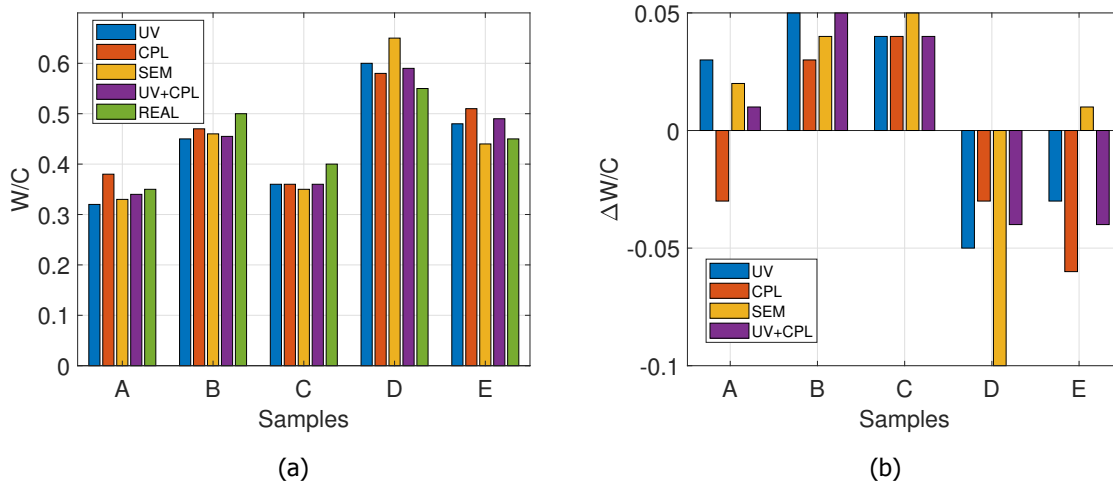 0.6
0.5
0.4
0.3
0.2
0.1
0
W/C
UV
CPL
SEM
UV+CPL
REAL
A B C D E
Samples
(a)
0.05
0
-0.05
-0.1
ΔW/C
UV
CPL
SEM
UV+CPL
A B C D E
Samples
(b)